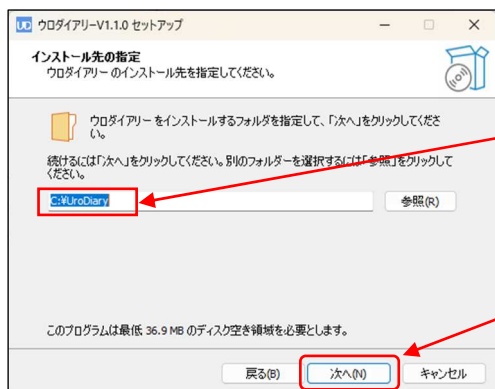 UD ウロダイアリーV1.1.0 セットアップ
インストール先の指定
ウロダイアリー のインストール先を指定してください。
ウロダイアリー をインストールするフォルダを指定して、「次へ」をクリックしてくださ
い。
続けるには「次へ」をクリックしてください。別のフォルダーを選択するには「参照」をクリックして
ください。
C:¥UroDiary
参照(R)
このプログラムは最低 36.9 MB のディスク空き領域を必要とします。
戻る(B) 次へ(N) キャンセル